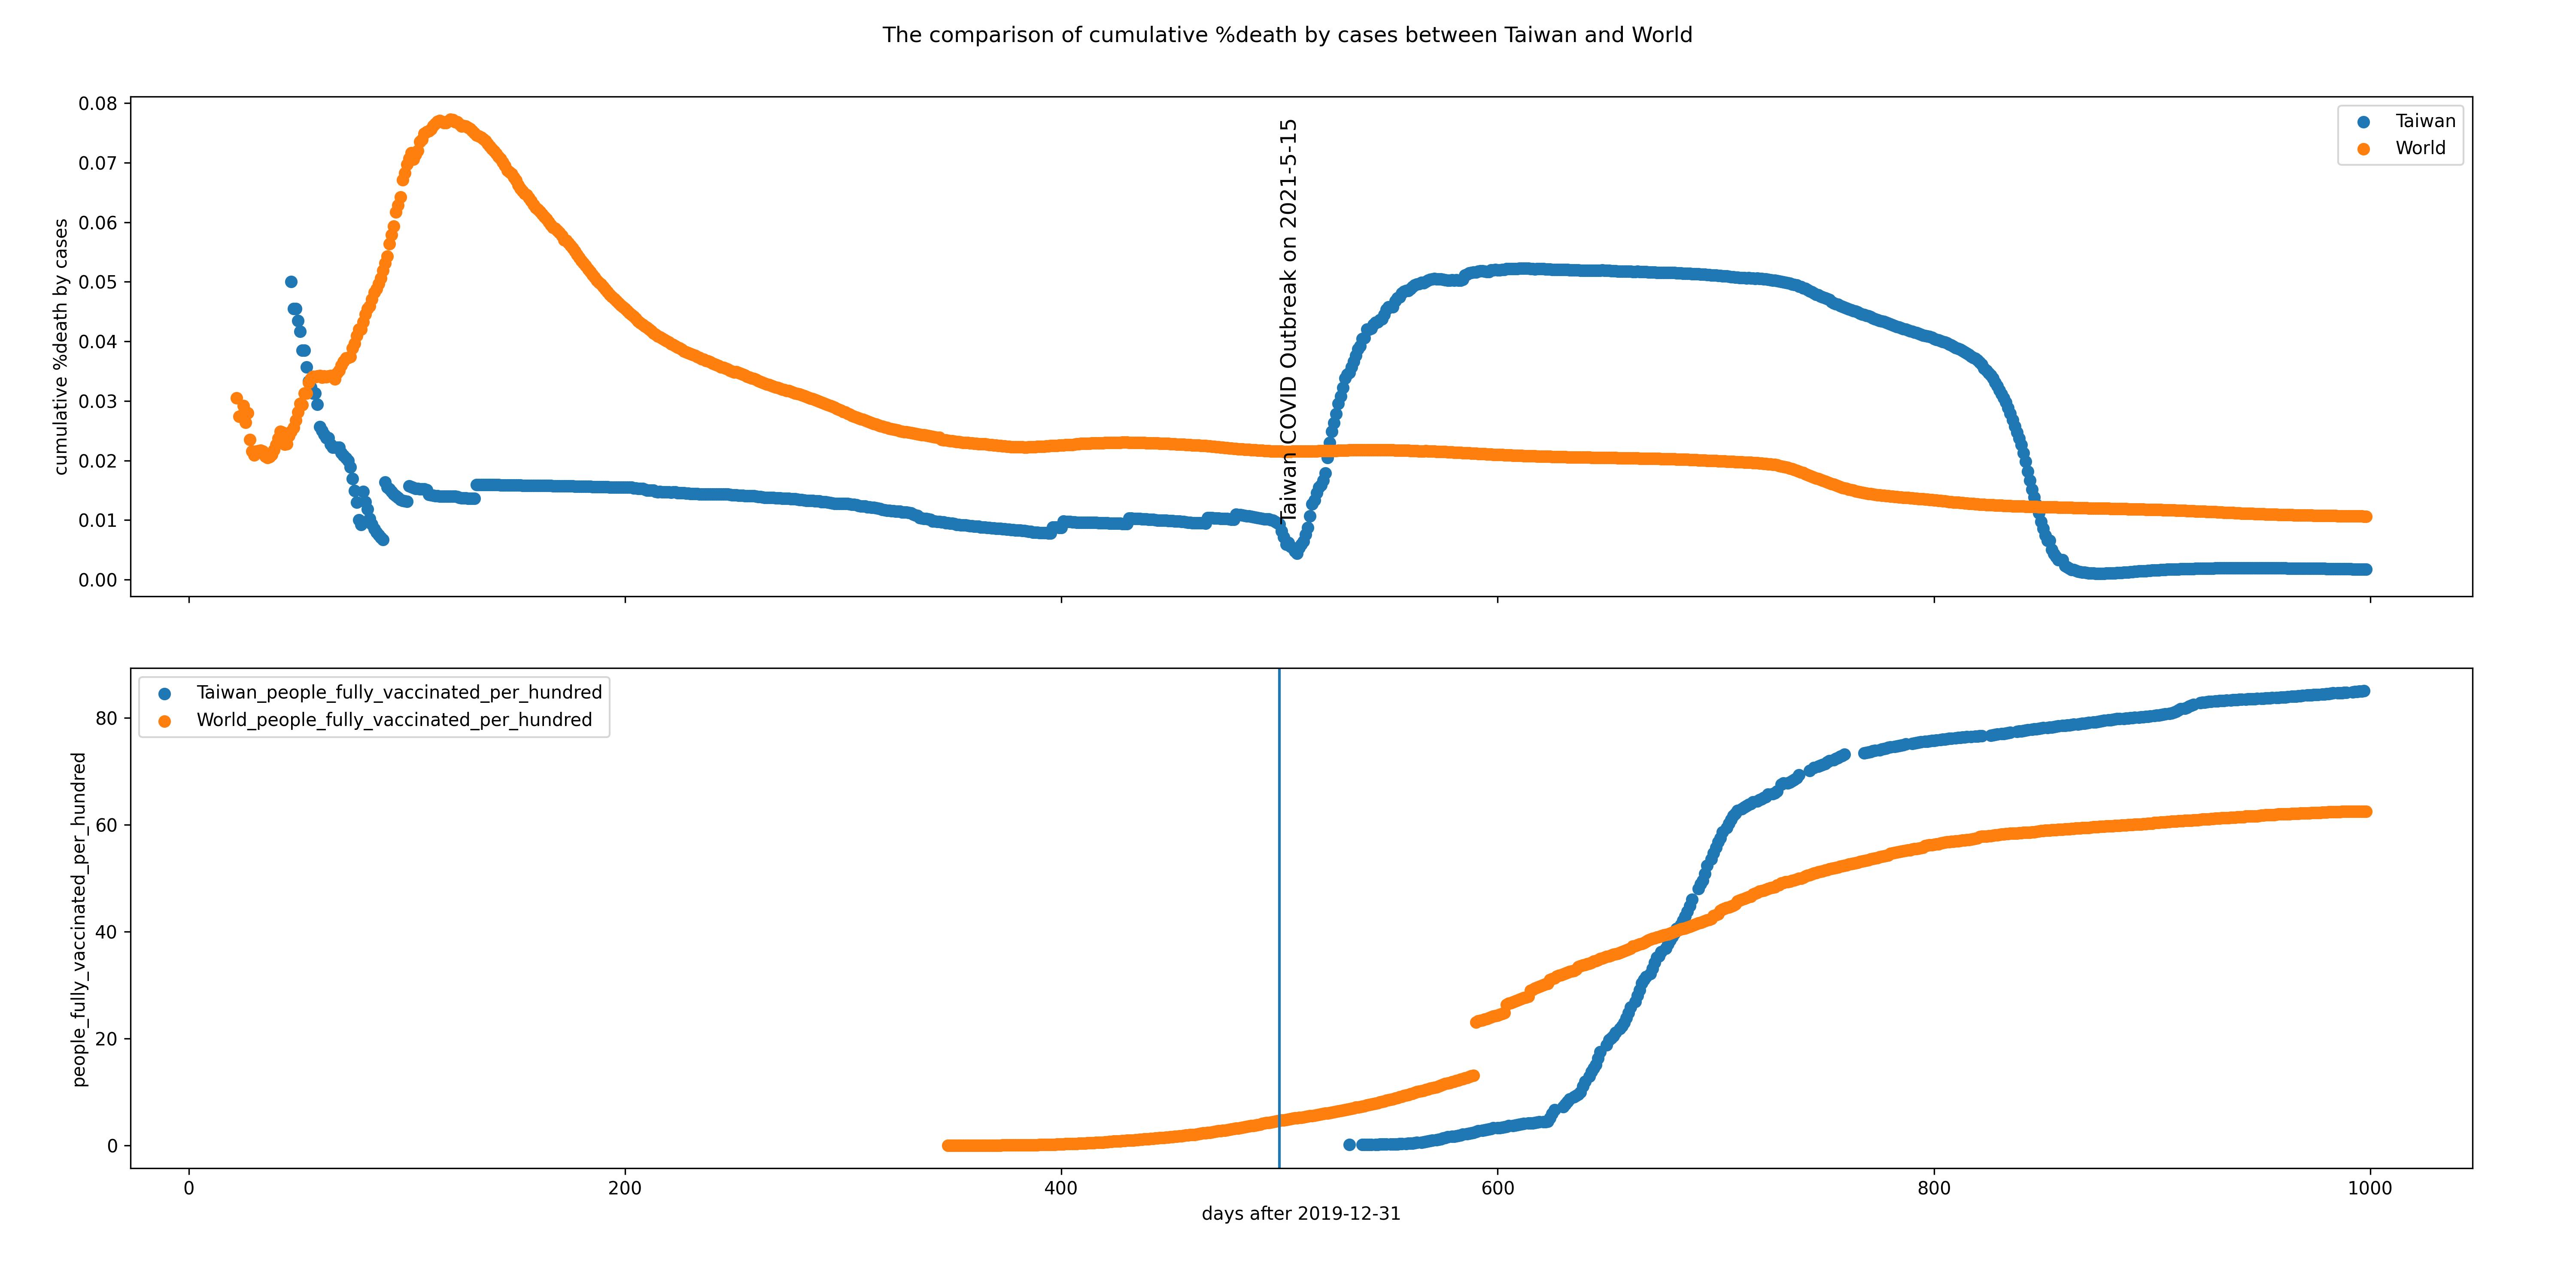 The comparison of cumulative %death by cases between Taiwan and World
cumulative %death by cases
0.08
0.07
0.06
0.05
0.04
0.03
0.02
0.01
0.00
Taiwan
World
Taiwan COVID Outbreak on 2021-5-15
people_fully_vaccinated_per_hundred
80
60
40
20
0
Taiwan_people_fully_vaccinated_per_hundred
World_people_fully_vaccinated_per_hundred
0 200 400 600 800 1000
days after 2019-12-31